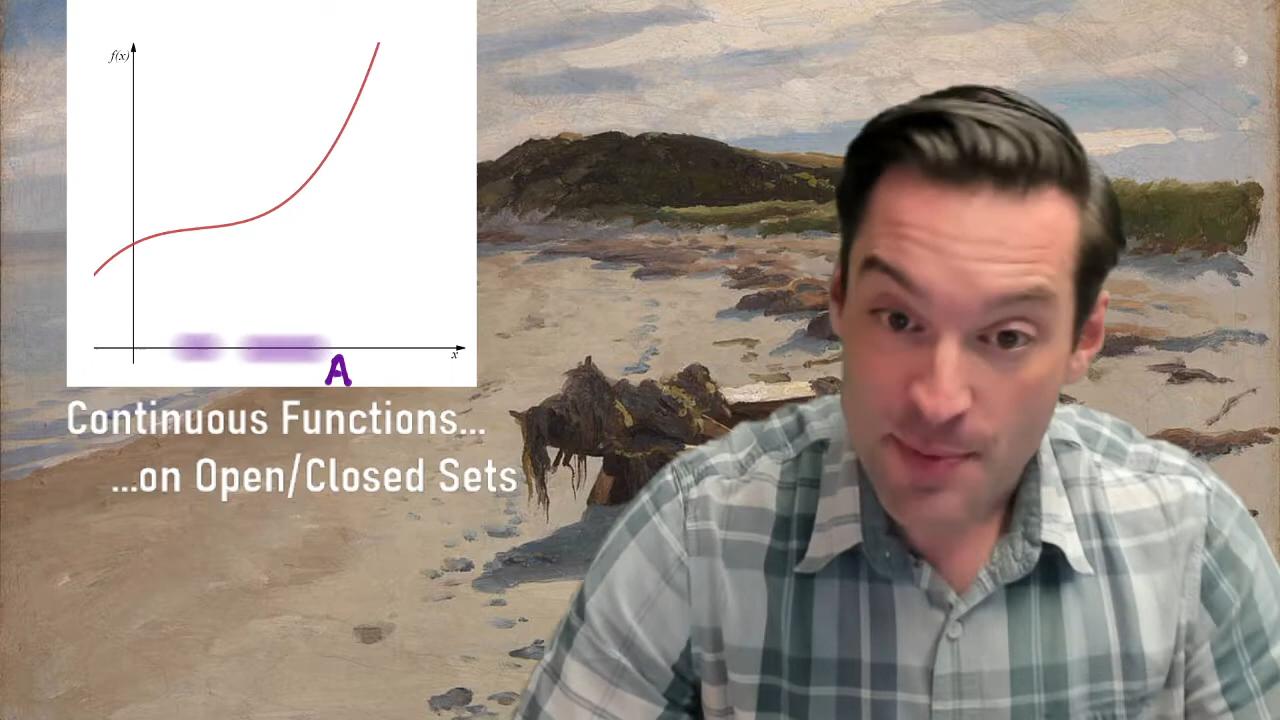 f(x)
x
A
Continuous Functions...
...on Open/Closed Sets